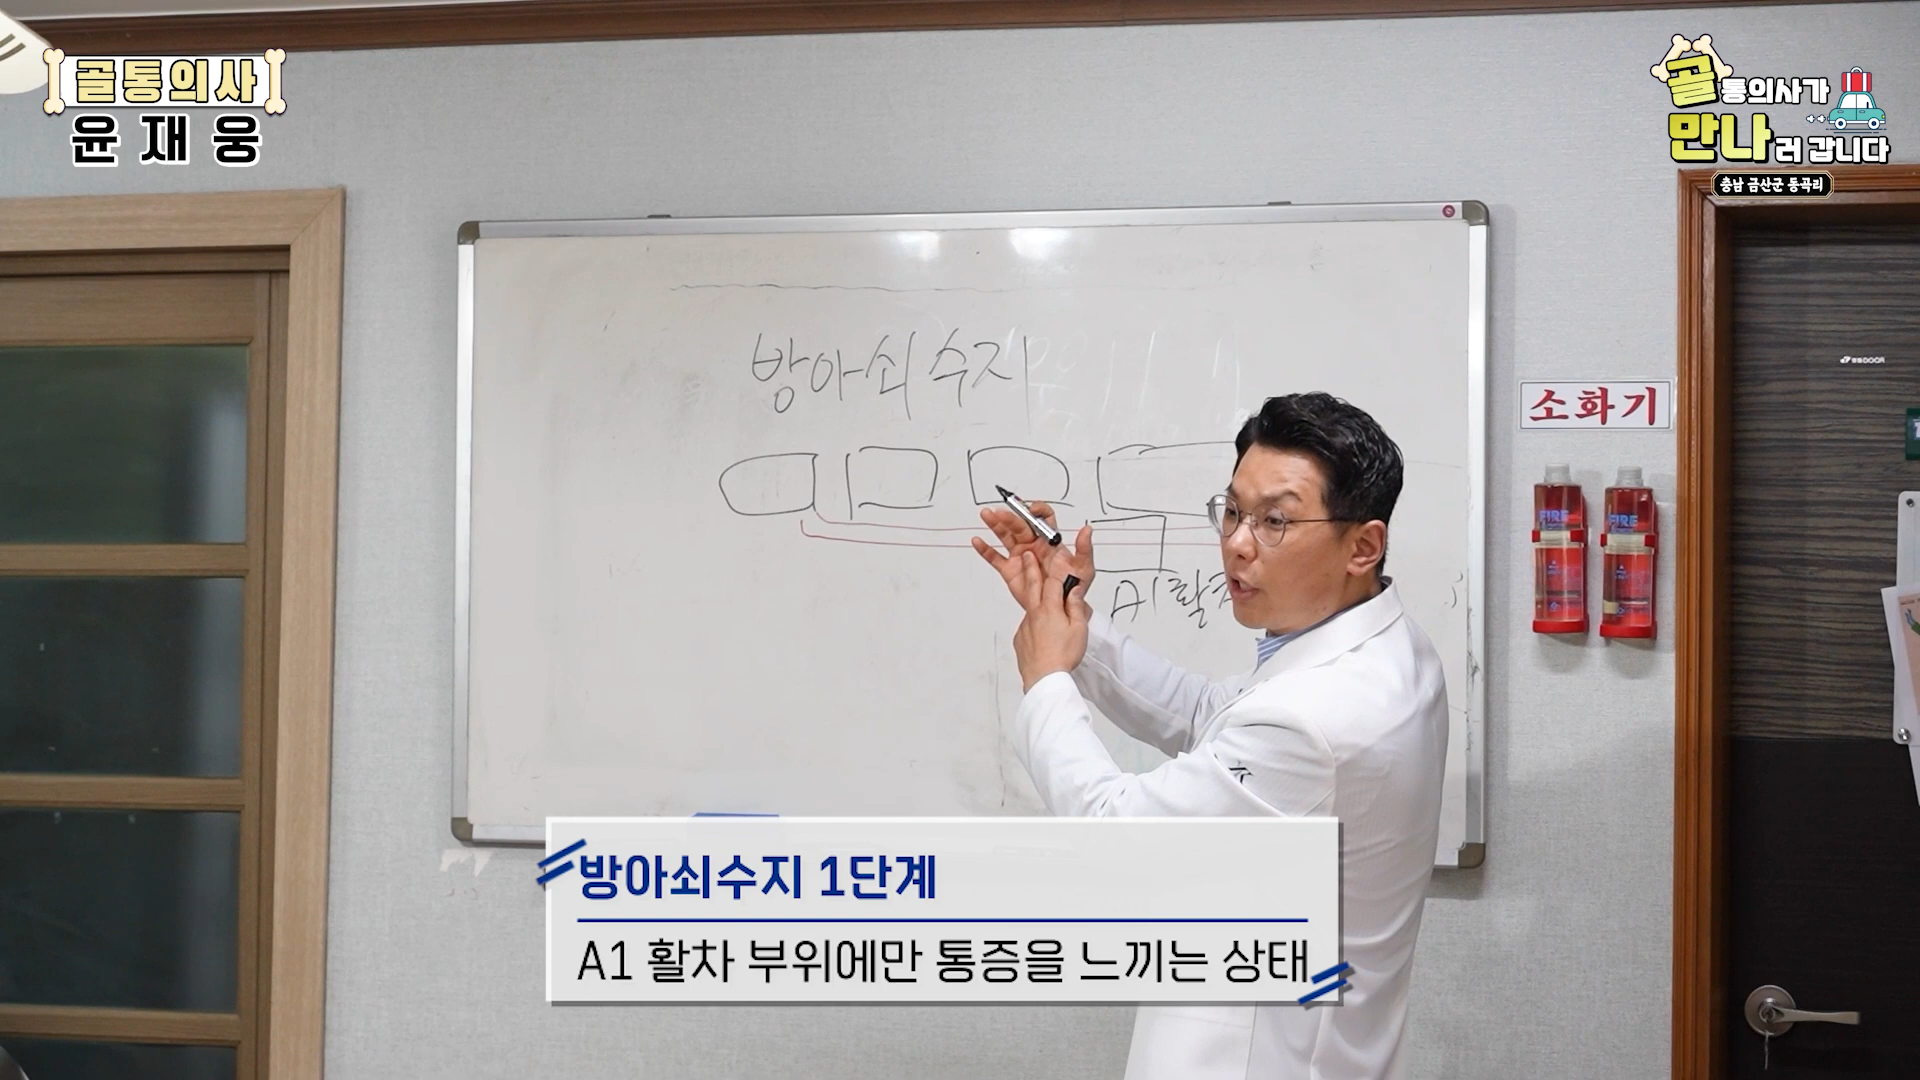 골통의사
윤재웅
골통의사가
만나러 갑니다
충남 금산군 동곡리
방아쇠수지
A1 활차
소화기
FIRE
FIRE
방아쇠수지 1단계
A1 활차 부위에만 통증을 느끼는 상태